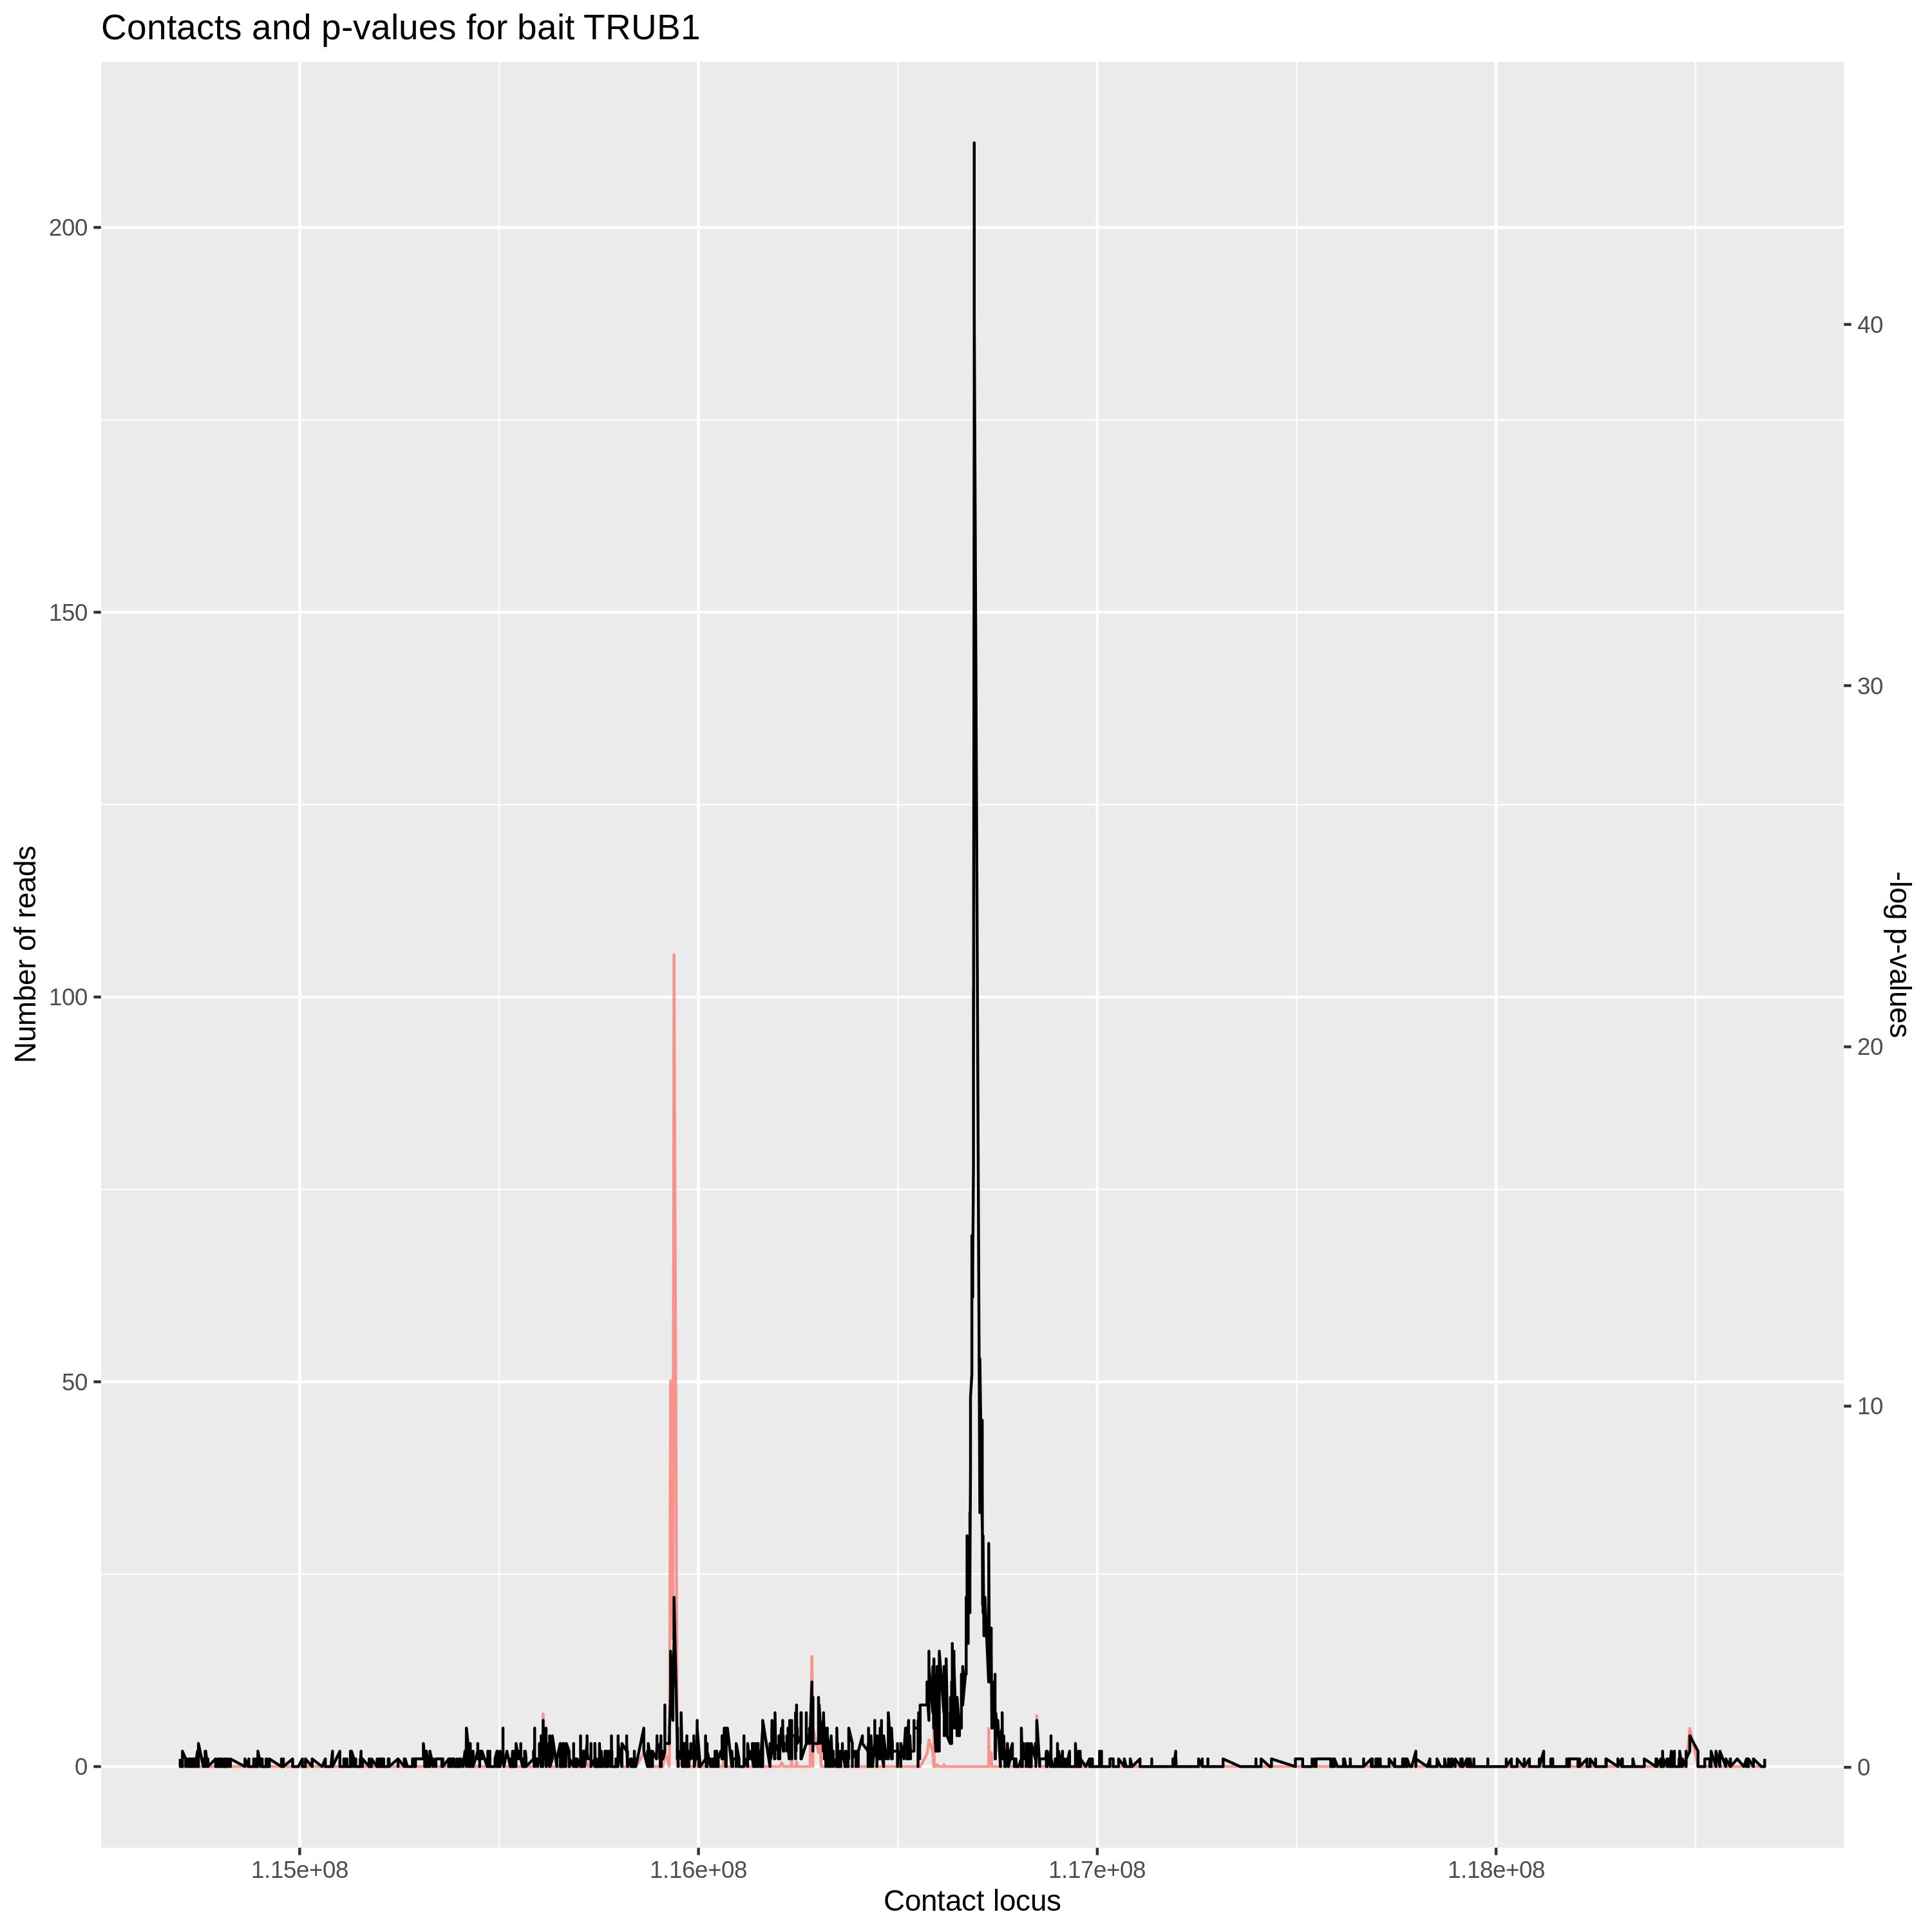 Contacts and p-values for bait TRUB1
200
150
100
50
0
Number of reads
40
30
20
10
0
-log p-values
1.15e+08
1.16e+08
1.17e+08
1.18e+08
Contact locus